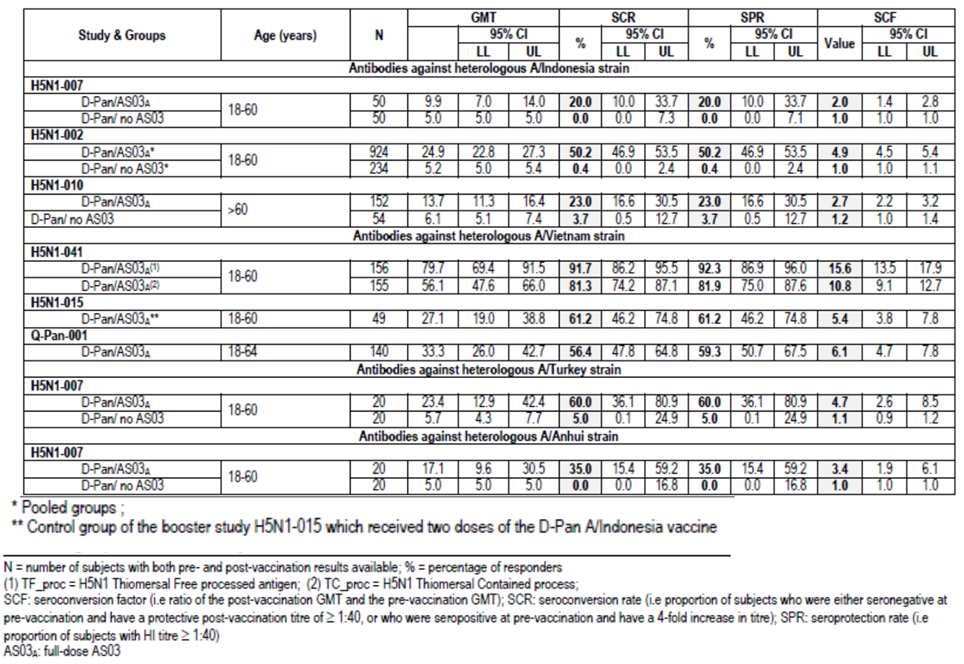 Study & Groups Age (years) N GMT SCR SPR SCF
95% CI % 95% CI % 95% CI Value 95% CI
LL UL LL UL LL UL LL UL
Antibodies against heterologous A/Indonesia strain
H5N1-007
D-Pan/AS03A 18-60 50 9.9 7.0 14.0 20.0 10.0 33.7 20.0 10.0 33.7 2.0 1.4 2.8
D-Pan/ no AS03 50 5.0 5.0 5.0 0.0 0.0 7.3 0.0 0.0 7.1 1.0 1.0 1.0
H5N1-002
D-Pan/AS03A* 18-60 924 24.9 22.8 27.3 50.2 46.9 53.5 50.2 46.9 53.5 4.9 4.5 5.4
D-Pan/ no AS03* 234 5.2 5.0 5.4 0.4 0.0 2.4 0.4 0.0 2.4 1.0 1.0 1.1
H5N1-010
D-Pan/AS03A >60 152 13.7 11.3 16.4 23.0 16.6 30.5 23.0 16.6 30.5 2.7 2.2 3.2
D-Pan/ no AS03 54 6.1 5.1 7.4 3.7 0.5 12.7 3.7 0.5 12.7 1.2 1.0 1.4
Antibodies against heterologous A/Vietnam strain
H5N1-041
D-Pan/AS03A(1) 18-60 156 79.7 69.4 91.5 91.7 86.2 95.5 92.3 86.9 96.0 15.6 13.5 17.9
D-Pan/AS03A(2) 155 56.1 47.6 66.0 81.3 74.2 87.1 81.9 75.0 87.6 10.8 9.1 12.7
H5N1-015
D-Pan/AS03A** 18-60 49 27.1 19.0 38.8 61.2 46.2 74.8 61.2 46.2 74.8 5.4 3.8 7.8
Q-Pan-001
D-Pan/AS03A 18-64 140 33.3 26.0 42.7 56.4 47.8 64.8 59.3 50.7 67.5 6.1 4.7 7.8
Antibodies against heterologous A/Turkey strain
H5N1-007
D-Pan/AS03A 18-60 20 23.4 12.9 42.4 60.0 36.1 80.9 60.0 36.1 80.9 4.7 2.6 8.5
D-Pan/ no AS03 20 5.7 4.3 7.7 5.0 0.1 24.9 5.0 0.1 24.9 1.1 0.9 1.2
Antibodies against heterologous A/Anhui strain
H5N1-007
D-Pan/AS03A 18-60 20 17.1 9.6 30.5 35.0 15.4 59.2 35.0 15.4 59.2 3.4 1.9 6.1
D-Pan/ no AS03 20 5.0 5.0 5.0 0.0 0.0 16.8 0.0 0.0 16.8 1.0 1.0 1.0
* Pooled groups ;
** Control group of the booster study H5N1-015 which received two doses of the D-Pan A/Indonesia vaccine
N = number of subjects with both pre- and post-vaccination results available; % = percentage of responders
(1) TF_proc = H5N1 Thiomersal Free processed antigen; (2) TC_proc = H5N1 Thiomersal Contained process;
SCF: seroconversion factor (i.e ratio of the post-vaccination GMT and the pre-vaccination GMT); SCR: seroconversion rate (i.e proportion of subjects who were either seronegative at
pre-vaccination and have a protective post-vaccination titre of ≥ 1:40, or who were seropositive at pre-vaccination and have a 4-fold increase in titre); SPR: seroprotection rate (i.e
proportion of subjects with HI titre ≥ 1:40)
AS03A: full-dose AS03